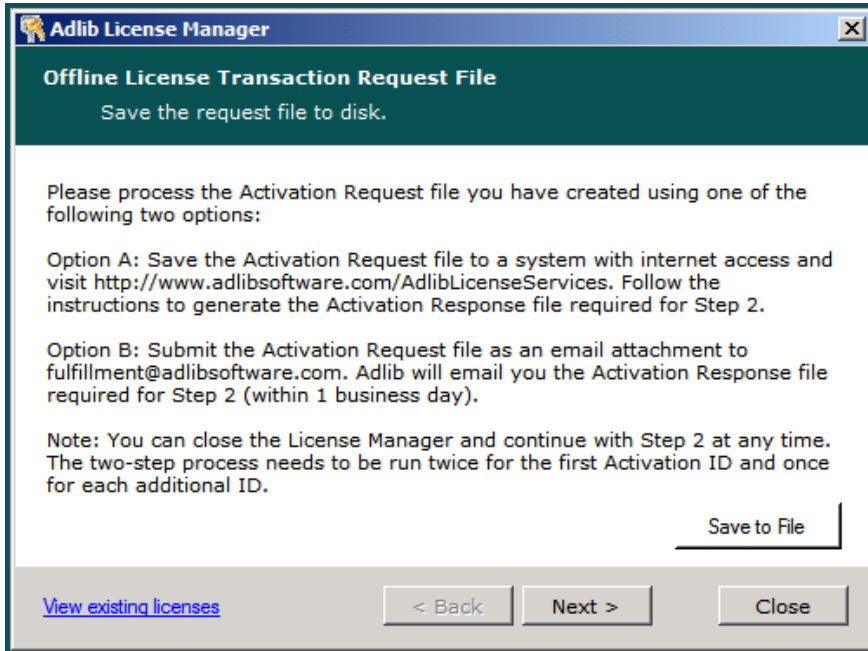 Adlib License Manager
Offline License Transaction Request File
Save the request file to disk.
Please process the Activation Request file you have created using one of the
following two options:
Option A: Save the Activation Request file to a system with internet access and
visit http://www.adlibsoftware.com/AdlibLicenseServices. Follow the
instructions to generate the Activation Response file required for Step 2.
Option B: Submit the Activation Request file as an email attachment to
fulfillment@adlibsoftware.com. Adlib will email you the Activation Response file
required for Step 2 (within 1 business day).
Note: You can close the License Manager and continue with Step 2 at any time.
The two-step process needs to be run twice for the first Activation ID and once
for each additional ID.
Save to File
View existing licenses
< Back
Next >
Close